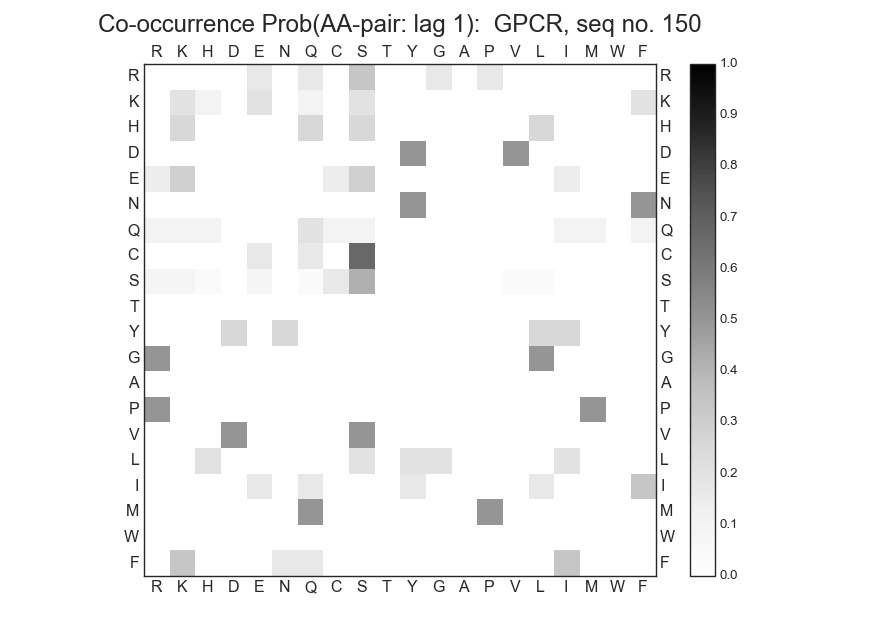 Co-occurrence Prob(AA-pair: lag 1):  GPCR, seq no. 150
R K H D E N Q C S T Y G A P V L I M W F
R R 1.0
K K 0.9
H H
D D 0.8
E E
N N 0.7
Q Q
C C 0.6
S S
T T 0.5
Y Y
G G 0.4
A A
P P 0.3
V V
L L 0.2
I I
M M 0.1
W W
F F 0.0
R K H D E N Q C S T Y G A P V L I M W F